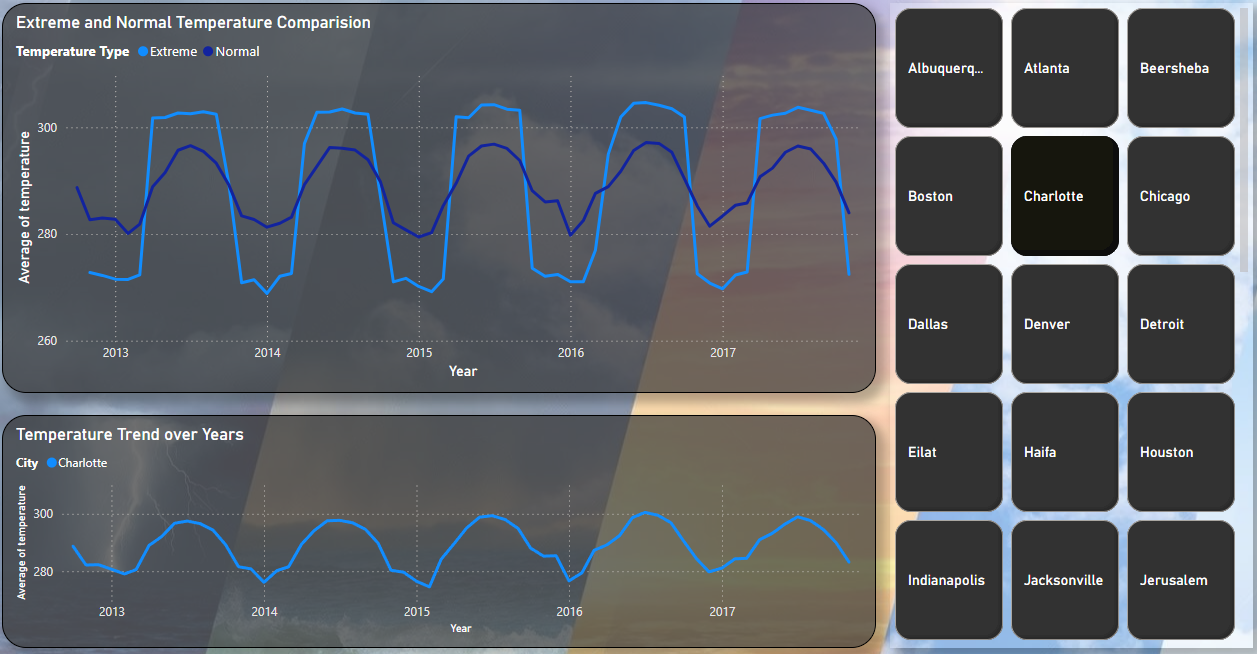 Extreme and Normal Temperature Comparision
Temperature Type Extreme Normal
Average of temperature
300
280
260
2013 2014 2015 2016 2017
Year
Temperature Trend over Years
City Charlotte
Average of temperature
300
280
2013 2014 2015 2016 2017
Year
Albuquerq... Atlanta Beersheba
Boston Charlotte Chicago
Dallas Denver Detroit
Eilat Haifa Houston
Indianapolis Jacksonville Jerusalem